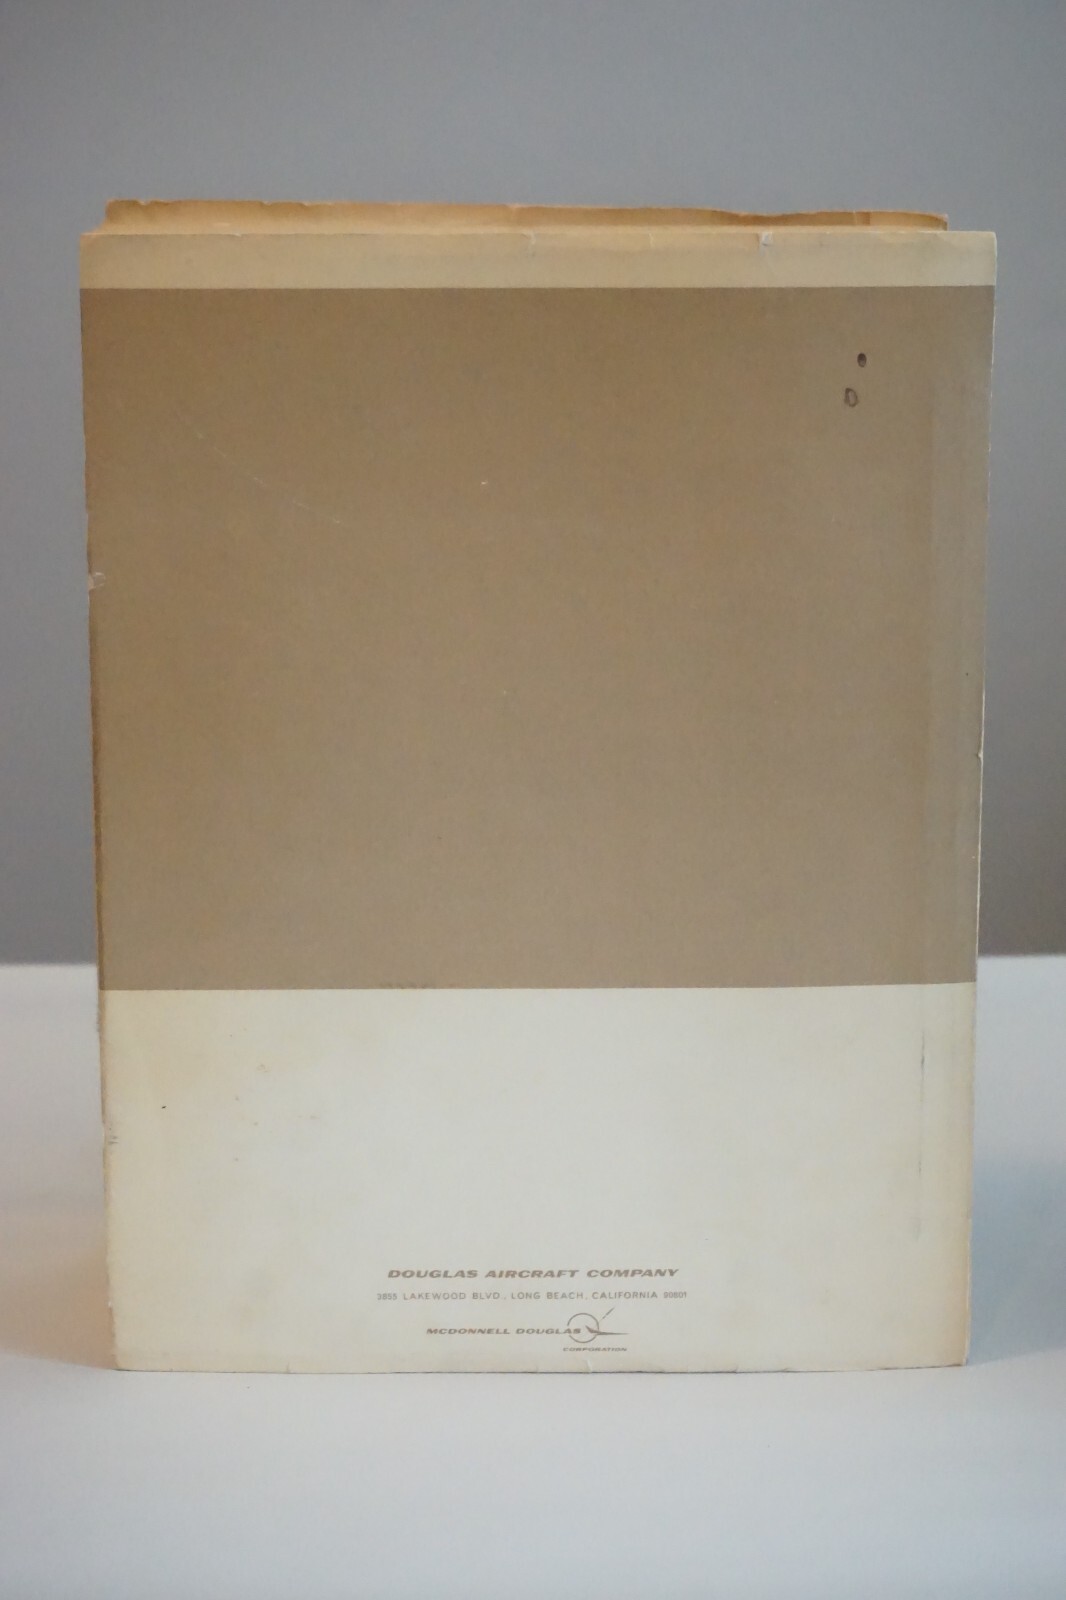 DOUGLAS AIRCRAFT COMPANY
3855 LAKEWOOD BLVD., LONG BEACH, CALIFORNIA 90801
MCDONNELL DOUGLAS
CORPORATION